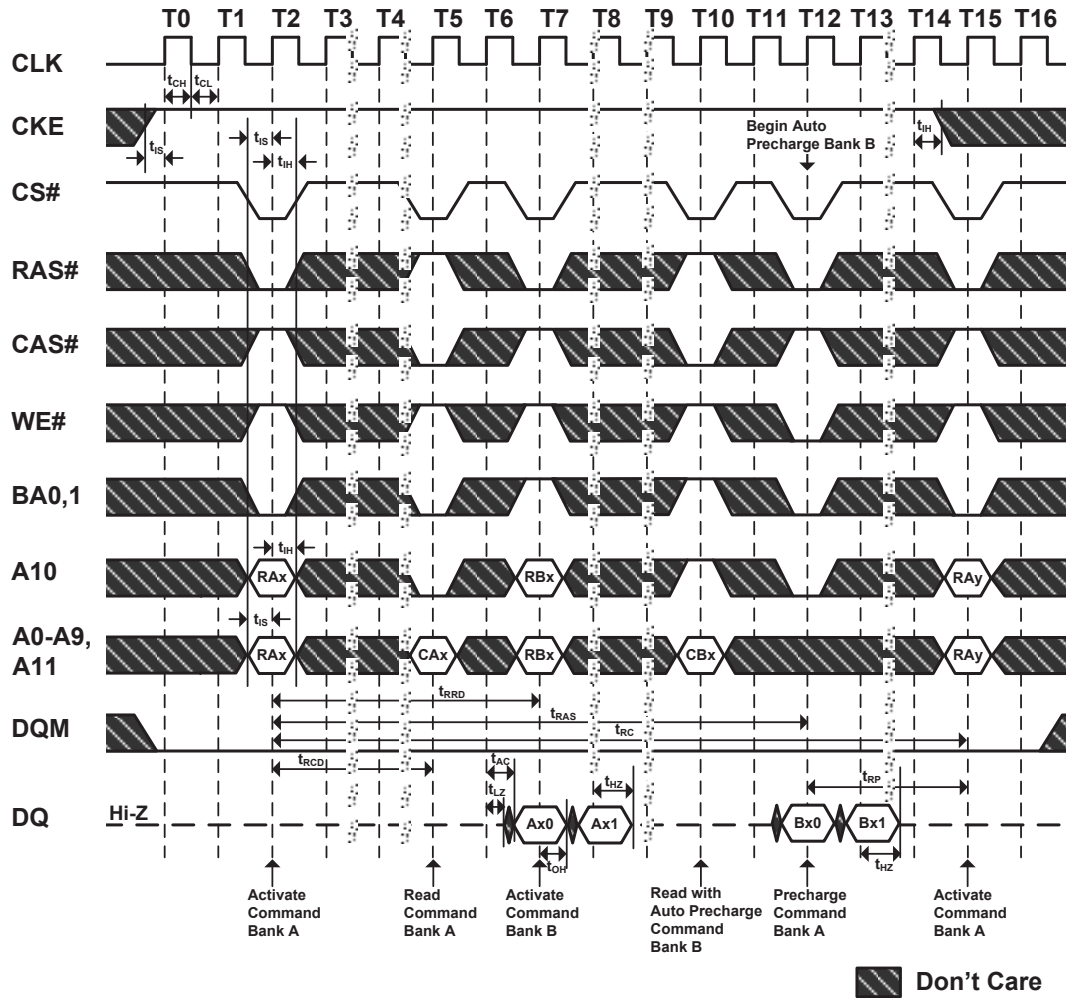 T0 T1 T2 T3 T4 T5 T6 T7 T8 T9 T10 T11 T12 T13 T14 T15 T16
CLK
tCH tCL
CKE
tIS
tIS
tIH
Begin Auto
Precharge Bank B
tIH
CS#
RAS#
CAS#
WE#
BA0,1
tIH
A10
RAx RBx RAy
tIS
A0-A9,
A11
RAx CAx RBx CBx RAy
tRRD
tRAS
DQM
tRC
tRCD
tAC
tLZ
tHZ
tRP
DQ
Hi-Z
Ax0 Ax1 Bx0 Bx1
tOH
tHZ
Activate
Command
Bank A
Read
Command
Bank A
Activate
Command
Bank B
Read with
Auto Precharge
Command
Bank B
Precharge
Command
Bank A
Activate
Command
Bank A
Don't Care